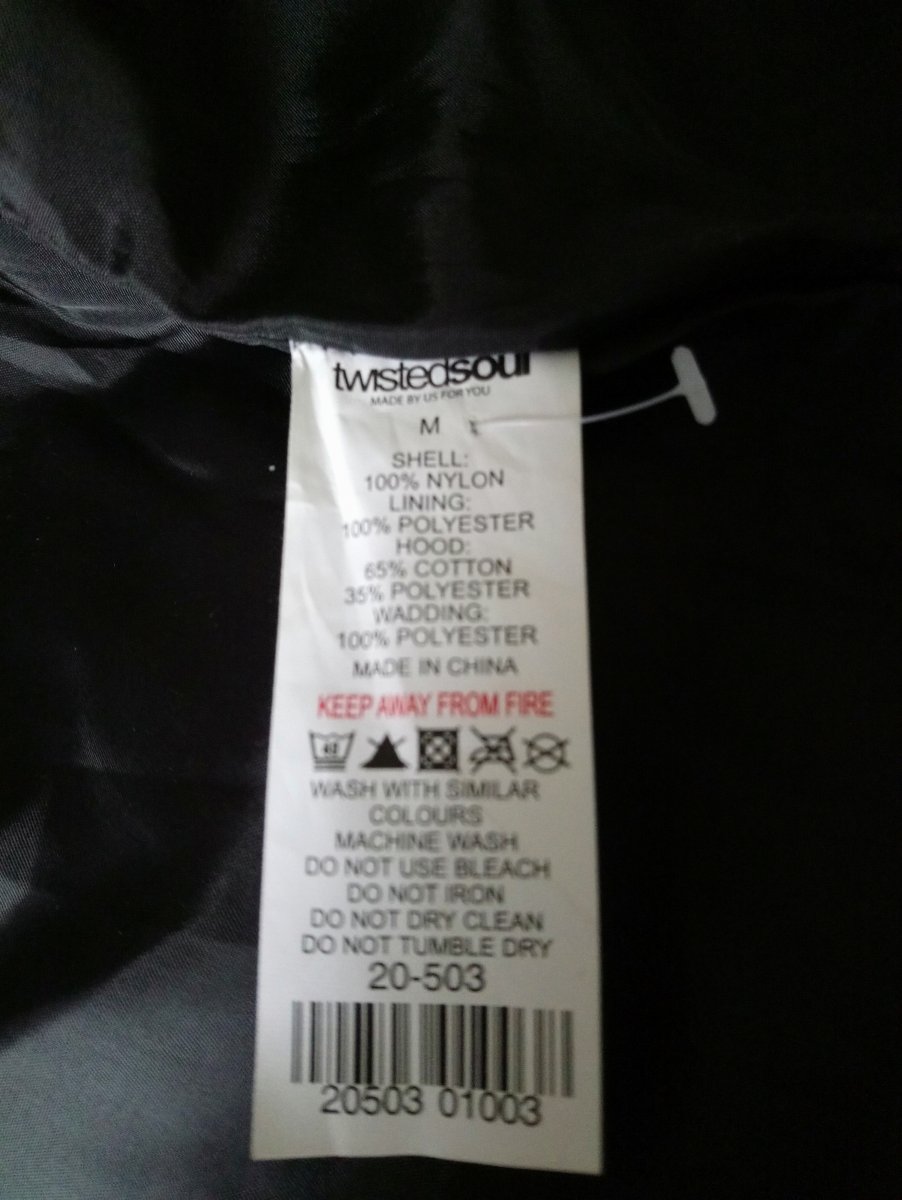 twistedsoul
MADE BY US FOR YOU
M
SHELL:
100% NYLON
LINING:
100% POLYESTER
HOOD:
65% COTTON
35% POLYESTER
WADDING:
100% POLYESTER
MADE IN CHINA
KEEP AWAY FROM FIRE
40
WASH WITH SIMILAR
COLOURS
MACHINE WASH
DO NOT USE BLEACH
DO NOT IRON
DO NOT DRY CLEAN
DO NOT TUMBLE DRY
20-503
20503 01003